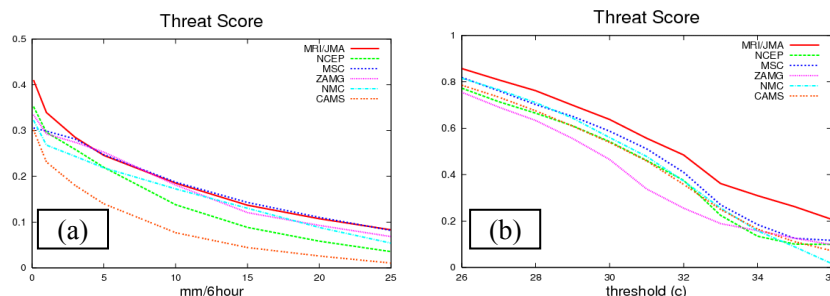 Threat Score
0.5
0.4
0.3
0.2
0.1
0
0 5 10 15 20 25
mm/6hour
MRI/JMA
NCEP
MSC
ZAMG
NMC
CAMS
(a)
Threat Score
1
0.8
0.6
0.4
0.2
0
26 28 30 32 34
threshold (c)
MRI/JMA
NCEP
MSC
ZAMG
NMC
CAMS
(b)